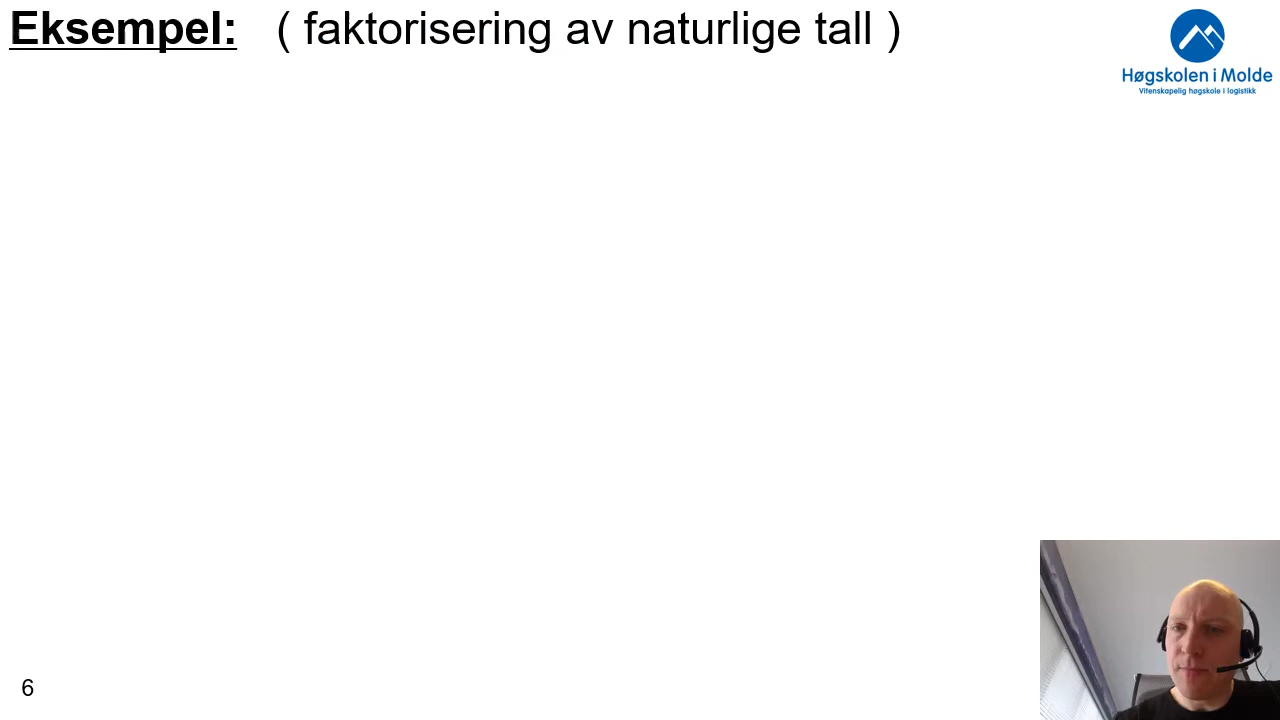 Eksempel: ( faktorisering av naturlige tall )
Høgskolen i Molde
Vitenskapelig høgskole i logistikk
6